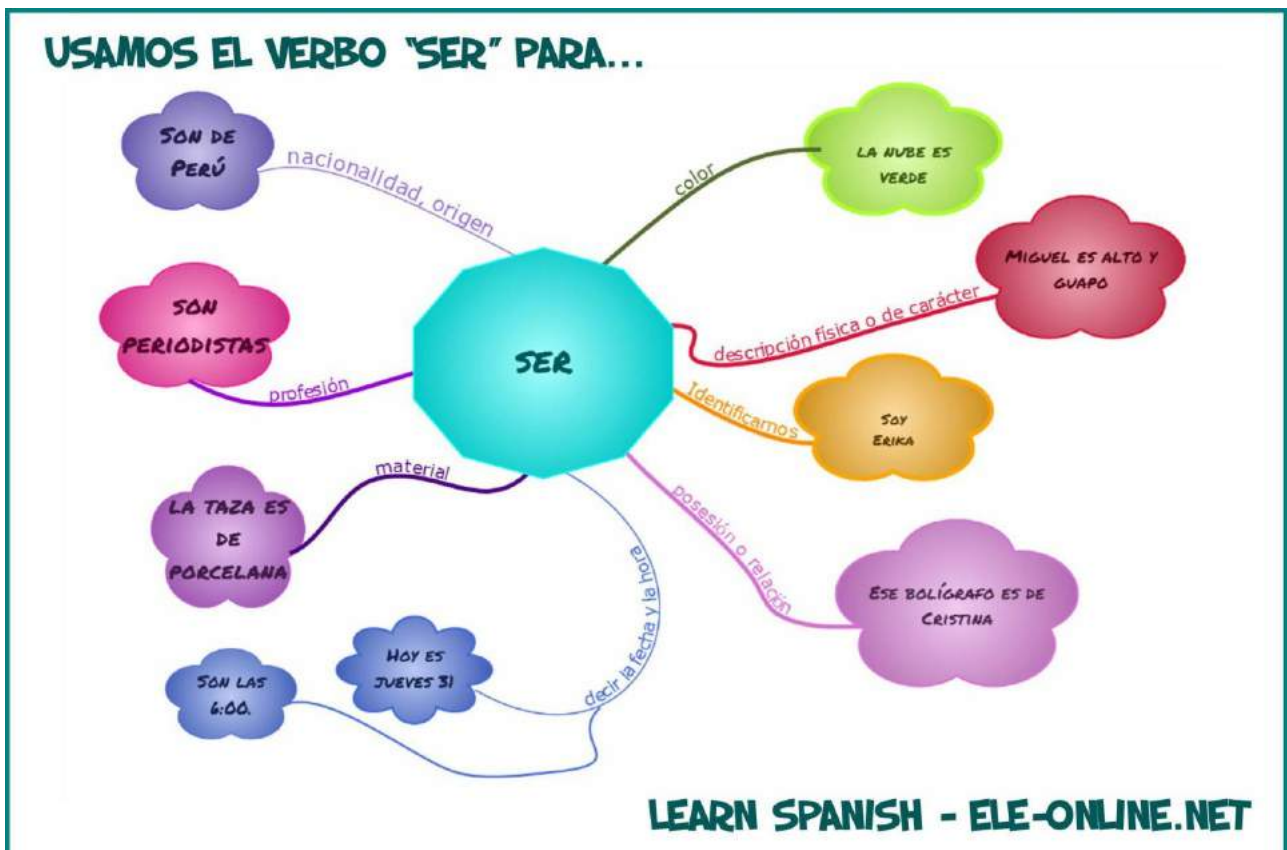 USAMOS EL VERBO "SER" PARA...
SON DE
PERÚ
nacionalidad, origen
color
LA NUBE ES
VERDE
MIGUEL ES ALTO Y
GUAPO
descripción física o de carácter
SON
PERIODISTAS
profesión
SER
Identificarnos
SOY
ERIKA
material
LA TAZA ES
DE
PORCELANA
posesión o relación
ESE BOLÍGRAFO ES DE
CRISTINA
decir la fecha y la hora
HOY ES
JUEVES 31
SON LAS
6:00.
LEARN SPANISH - ELE-ONLINE.NET